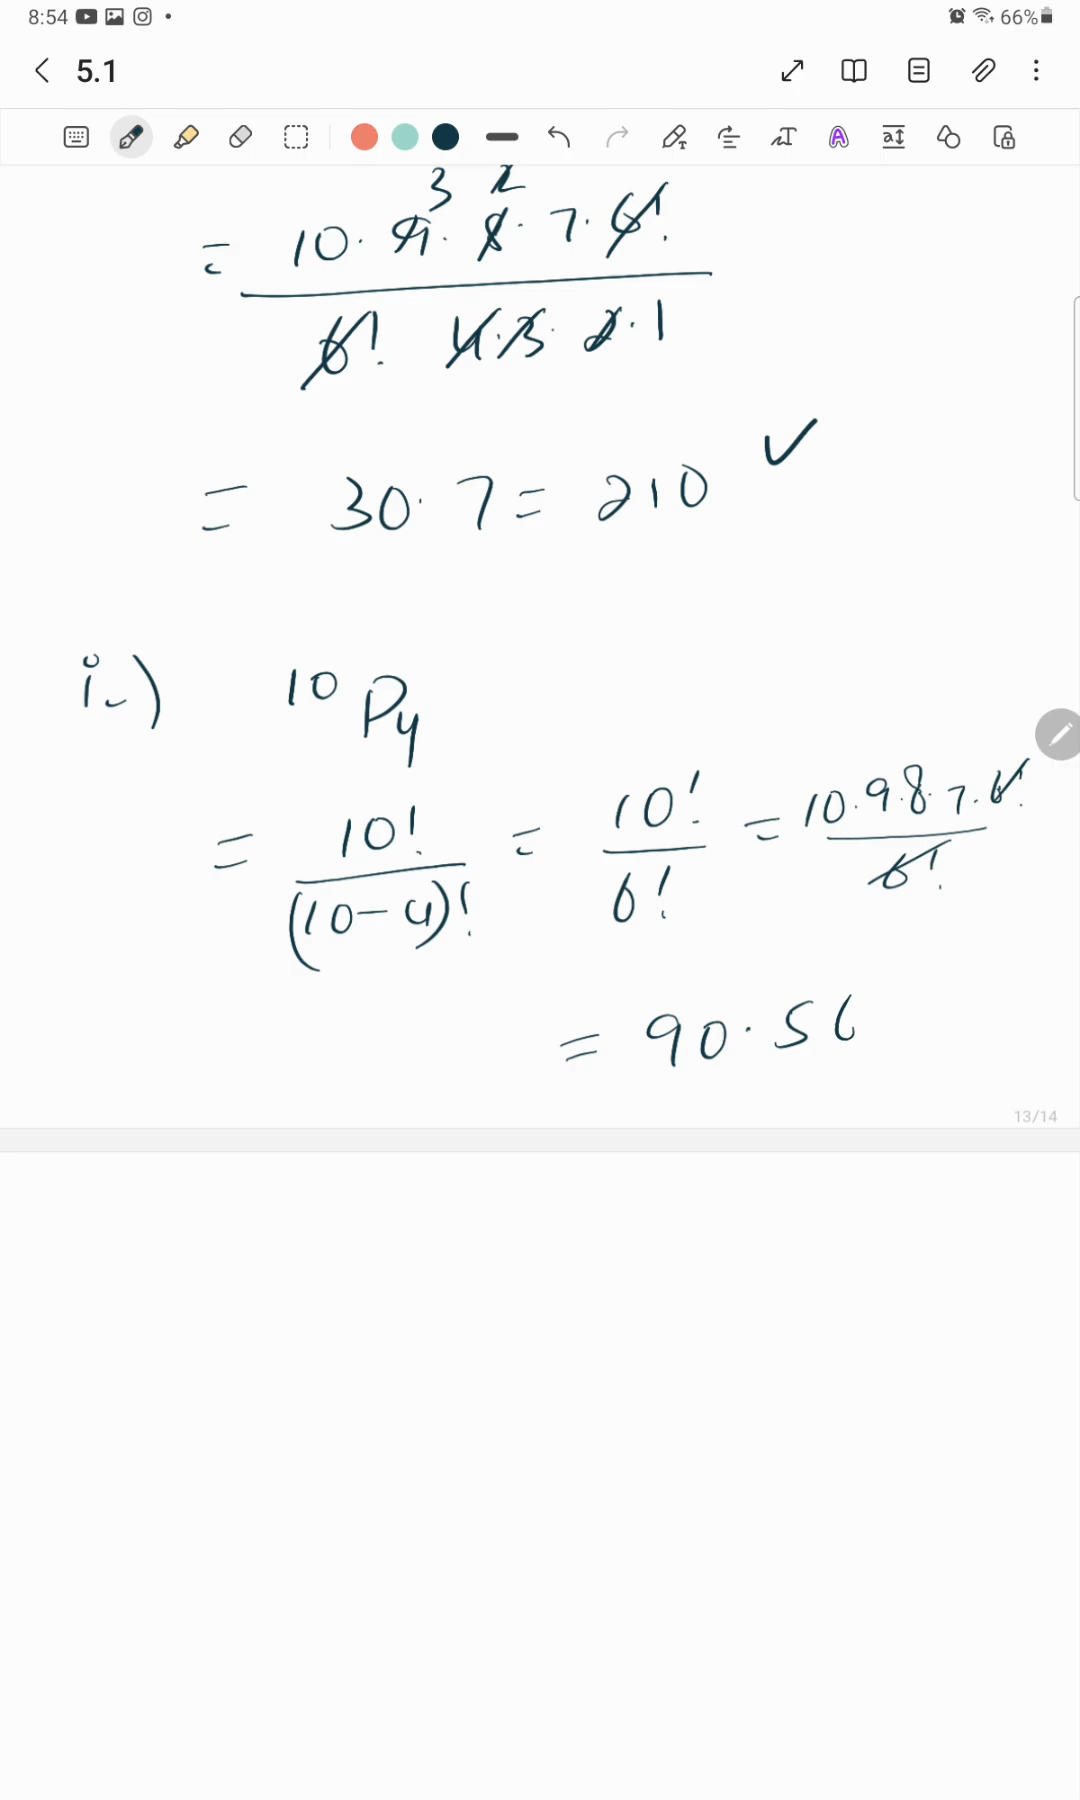 8:54 66%
5.1
3 2
= 10 · 9 · 8 · 7 · 6!
6! 4 · 3 · 2 · 1
= 30 · 7 = 210 ✓
i.) ¹⁰P₄
= 10! = 10! = 10 · 9 · 8 · 7 · 6!
(10 - 4)! 6! 6!
= 90 · 56
13/14